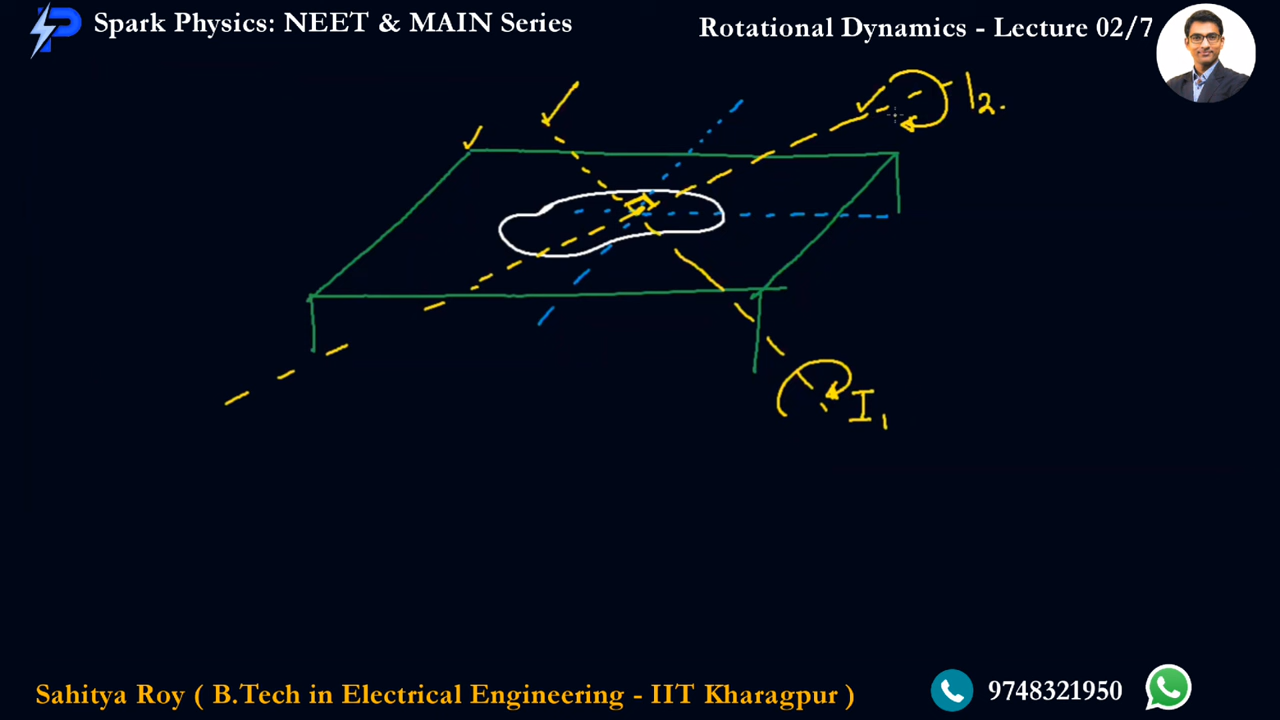 Spark Physics: NEET & MAIN Series
Rotational Dynamics - Lecture 02/7
I2.
I1
Sahitya Roy ( B.Tech in Electrical Engineering - IIT Kharagpur )
9748321950